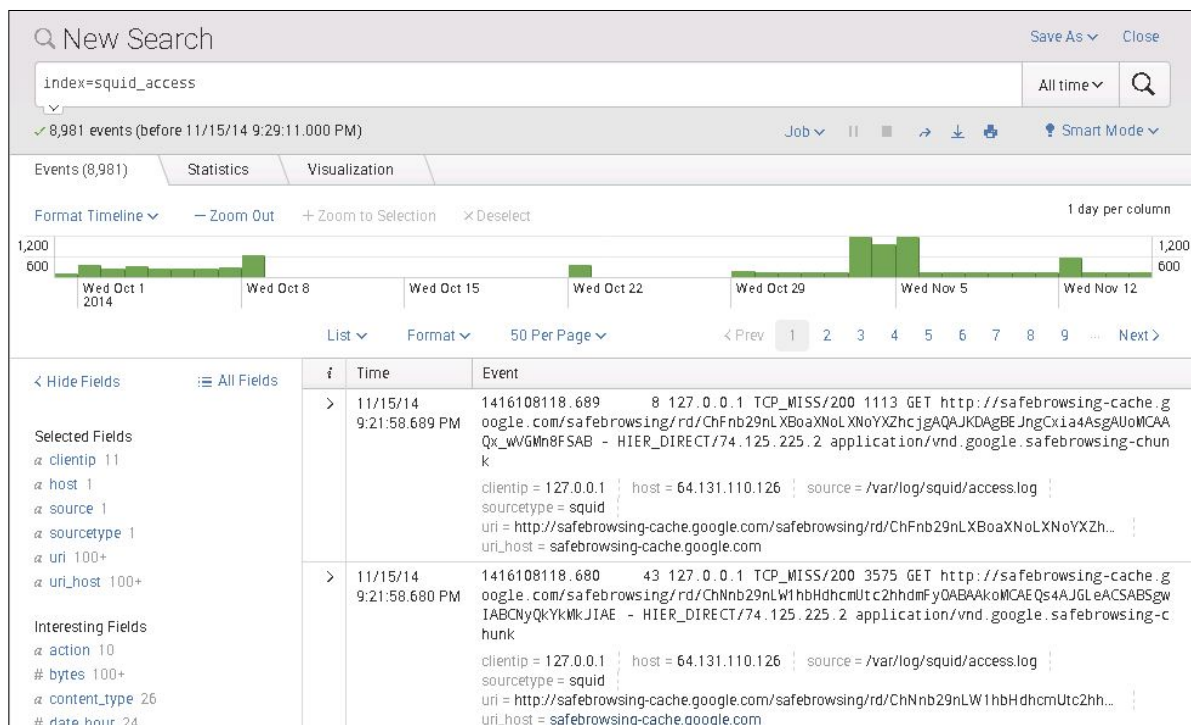 New Search
Save As
Close
index=squid_access
All time
8,981 events (before 11/15/14 9:29:11.000 PM)
Job
Smart Mode
Events (8,981)
Statistics
Visualization
Format Timeline
— Zoom Out
+ Zoom to Selection
× Deselect
1 day per column
1,200
600
1,200
600
Wed Oct 1
2014
Wed Oct 8
Wed Oct 15
Wed Oct 22
Wed Oct 29
Wed Nov 5
Wed Nov 12
List
Format
50 Per Page
< Prev
1
2
3
4
5
6
7
8
9
...
Next >
< Hide Fields
All Fields
i
Time
Event
Selected Fields
a clientip 11
a host 1
a source 1
a sourcetype 1
a uri 100+
a uri_host 100+
Interesting Fields
a action 10
# bytes 100+
a content_type 26
# date_hour 24
> 11/15/14
9:21:58.689 PM
1416108118.689 8 127.0.0.1 TCP_MISS/200 1113 GET http://safebrowsing-cache.g
oogle.com/safebrowsing/rd/ChFnb29nLXBoaXNoLXNoYXZhcjgAQAJKDAgBEJngCxia4AsgAUoMCAA
Qx_wVGMn8FSAB - HIER_DIRECT/74.125.225.2 application/vnd.google.safebrowsing-chun
k
clientip = 127.0.0.1 host = 64.131.110.126 source = /var/log/squid/access.log
sourcetype = squid
uri = http://safebrowsing-cache.google.com/safebrowsing/rd/ChFnb29nLXBoaXNoLXNoYXZh...
uri_host = safebrowsing-cache.google.com
> 11/15/14
9:21:58.680 PM
1416108118.680 43 127.0.0.1 TCP_MISS/200 3575 GET http://safebrowsing-cache.g
oogle.com/safebrowsing/rd/ChNnb29nLW1hbHdhcmUtc2hhdmFyOABAAkoMCAEQs4AJGLeACSABSgw
IABCNyQkYkMkJIAE - HIER_DIRECT/74.125.225.2 application/vnd.google.safebrowsing-c
hunk
clientip = 127.0.0.1 host = 64.131.110.126 source = /var/log/squid/access.log
sourcetype = squid
uri = http://safebrowsing-cache.google.com/safebrowsing/rd/ChNnb29nLW1hbHdhcmUtc2hh...
uri_host = safebrowsing-cache.google.com